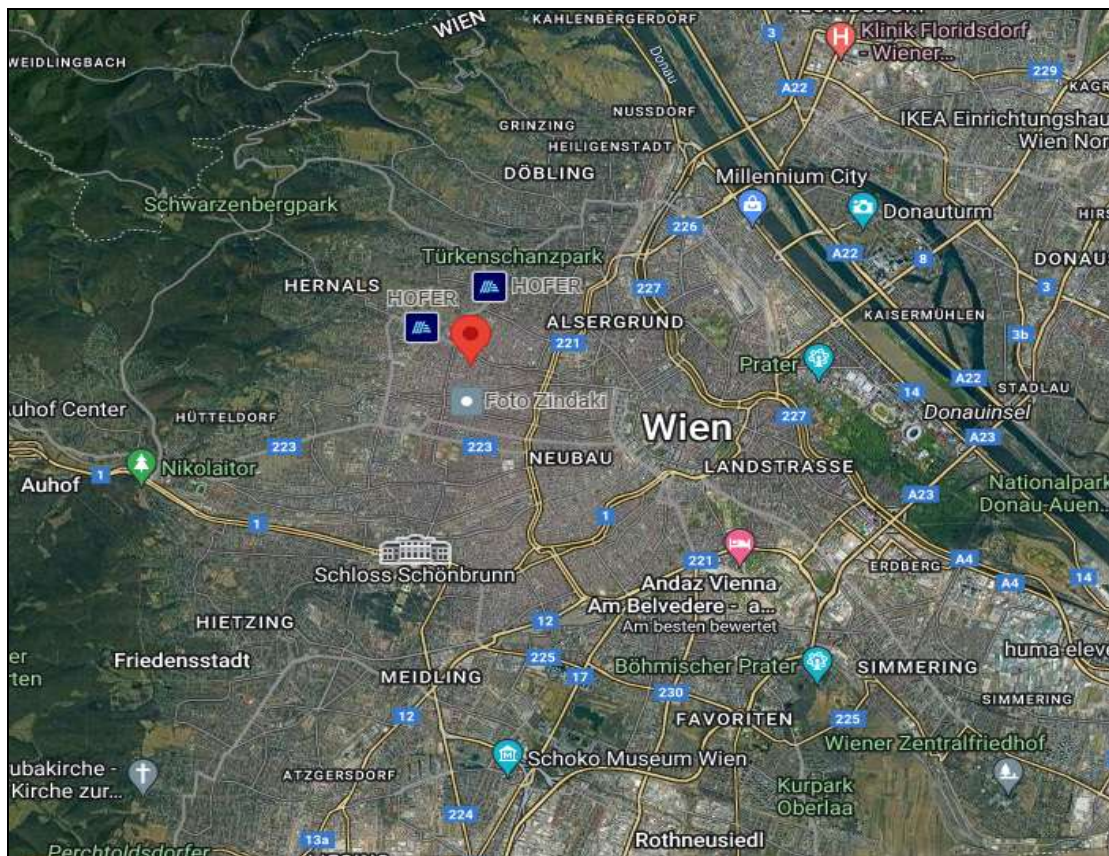 KAHLENBERGERDORF
FLORIDSDORF
WIEN
WEIDLINGBACH
Donau
3
Klinik Floridsdorf
- Wiener...
229
A22
KAGR
NUSSDORF
GRINZING
HEILIGENSTADT
IKEA Einrichtungshau
Wien Nor
DÖBLING
Millennium City
Schwarzenbergpark
Donauturm
HIRS
226
Türkenschanzpark
A22
8
DONAUS
HERNALS
HOFER
227
3
HOFER
ALSERGRUND
KAISERMÜHLEN
221
3b
Prater
A22
STADLAU
14
Auhof Center
HÜTTELDORF
Foto Zindaki
227
Donauinsel
223
223
Wien
A23
1
Nikolaitor
NEUBAU
LANDSTRASSE
Auhof
Nationalpark
Donau-Auen...
A23
1
1
Schloss Schönbrunn
221
A4
ERDBERG
A4
14
Andaz Vienna
Am Belvedere - a...
Am besten bewertet
12
HIETZING
huma eleve
er
rten
Friedensstadt
225
Böhmischer Prater
SIMMERING
MEIDLING
17
230
SIMMERING
12
FAVORITEN
225
Wiener Zentralfriedhof
ubakirche -
Kirche zur...
ATZGERSDORF
Schoko Museum Wien
Kurpark
Oberlaa
224
13a
Rothneusiedl
Perchtoldsdorfer